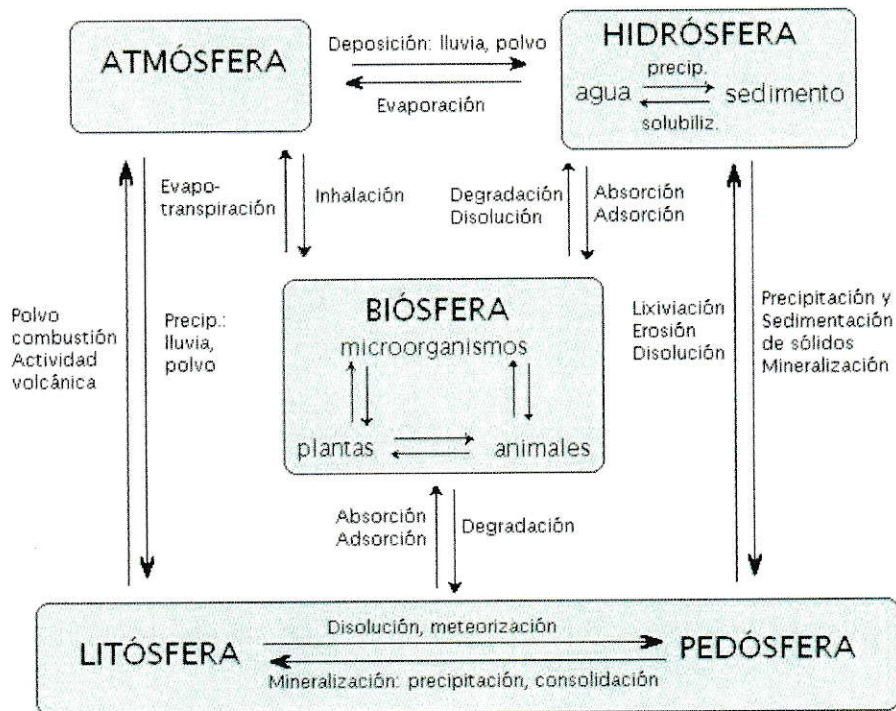 ATMÓSFERA
Deposición: lluvia, polvo
Evaporación
HIDRÓSFERA
precip.
agua
sedimento
solubiliz.
Evapo-
transpiración
Inhalación
Degradación
Disolución
Absorción
Adsorción
Polvo
combustión
Actividad
volcánica
Precip.:
lluvia,
polvo
BIÓSFERA
microorganismos
plantas
animales
Lixiviación
Erosión
Disolución
Precipitación y
Sedimentación
de sólidos
Mineralización
Absorción
Adsorción
Degradación
LITÓSFERA
Disolución, meteorización
Mineralización: precipitación, consolidación
PEDÓSFERA